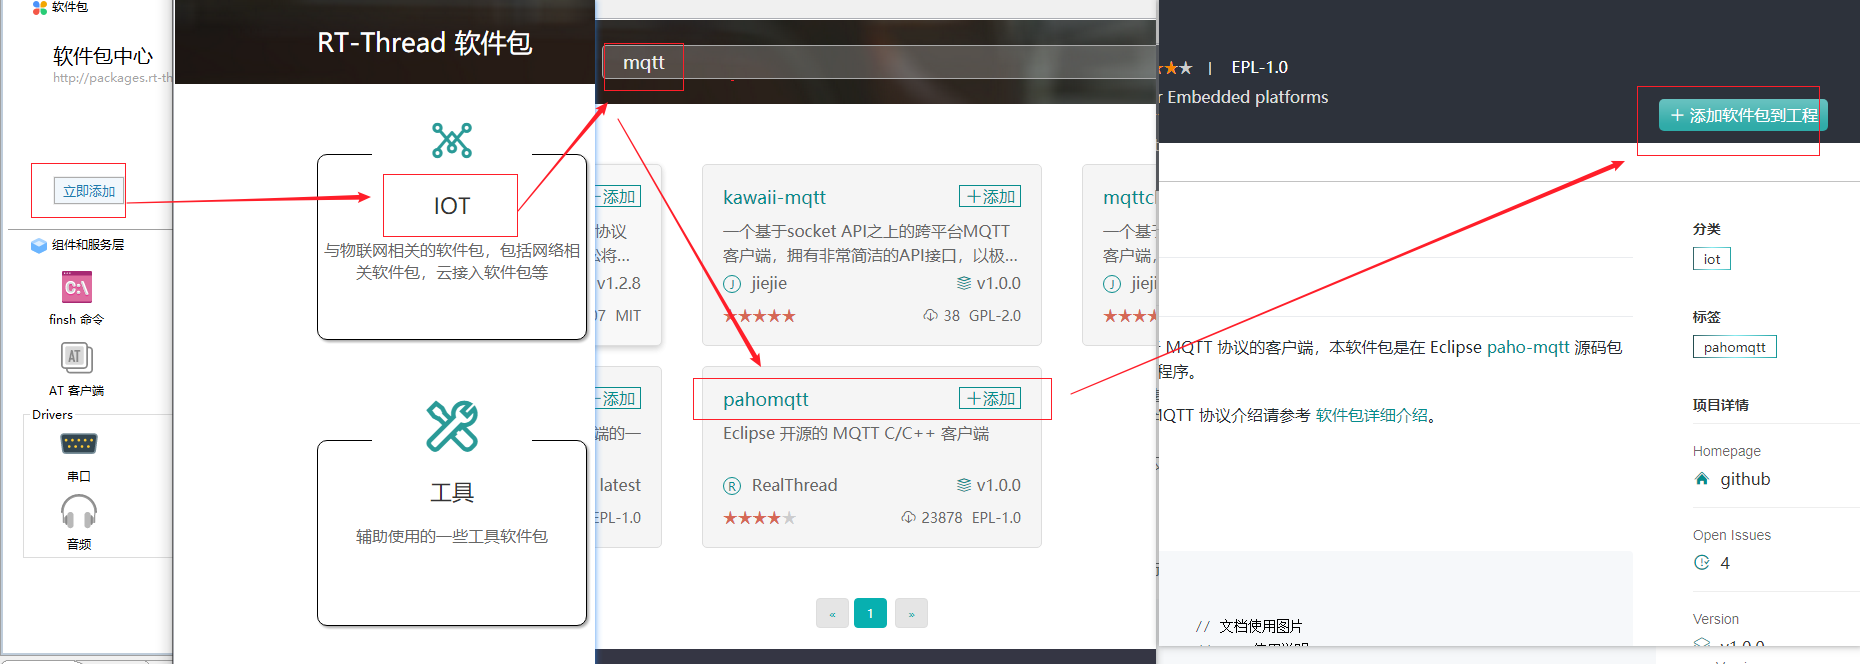 软件包
软件包中心
http://packages.rt-th
立即添加
组件和服务层
finsh 命令
AT
AT 客户端
Drivers
串口
音频
RT-Thread 软件包
IOT
与物联网相关的软件包，包括网络相
关软件包，云接入软件包等
工具
辅助使用的一些工具软件包
mqtt
添加
协议
将...
v1.2.8
07 MIT
添加
端的一
latest
EPL-1.0
kawaii-mqtt
＋添加
一个基于socket API之上的跨平台MQTT
客户端，拥有非常简洁的API接口，以极...
J jiejie
v1.0.0
38 GPL-2.0
pahomqtt
＋添加
Eclipse 开源的 MQTT C/C++ 客户端
R RealThread
v1.0.0
23878 EPL-1.0
mqttcl
一个基于
客户端，
J jieji
« 1 »
| EPL-1.0
r Embedded platforms
＋ 添加软件包到工程
MQTT 协议的客户端，本软件包是在 Eclipse paho-mqtt 源码包
程序。
MQTT 协议介绍请参考 软件包详细介绍。
// 文档使用图片
分类
iot
标签
pahomqtt
项目详情
Homepage
github
Open Issues
4
Version
v1.0.0